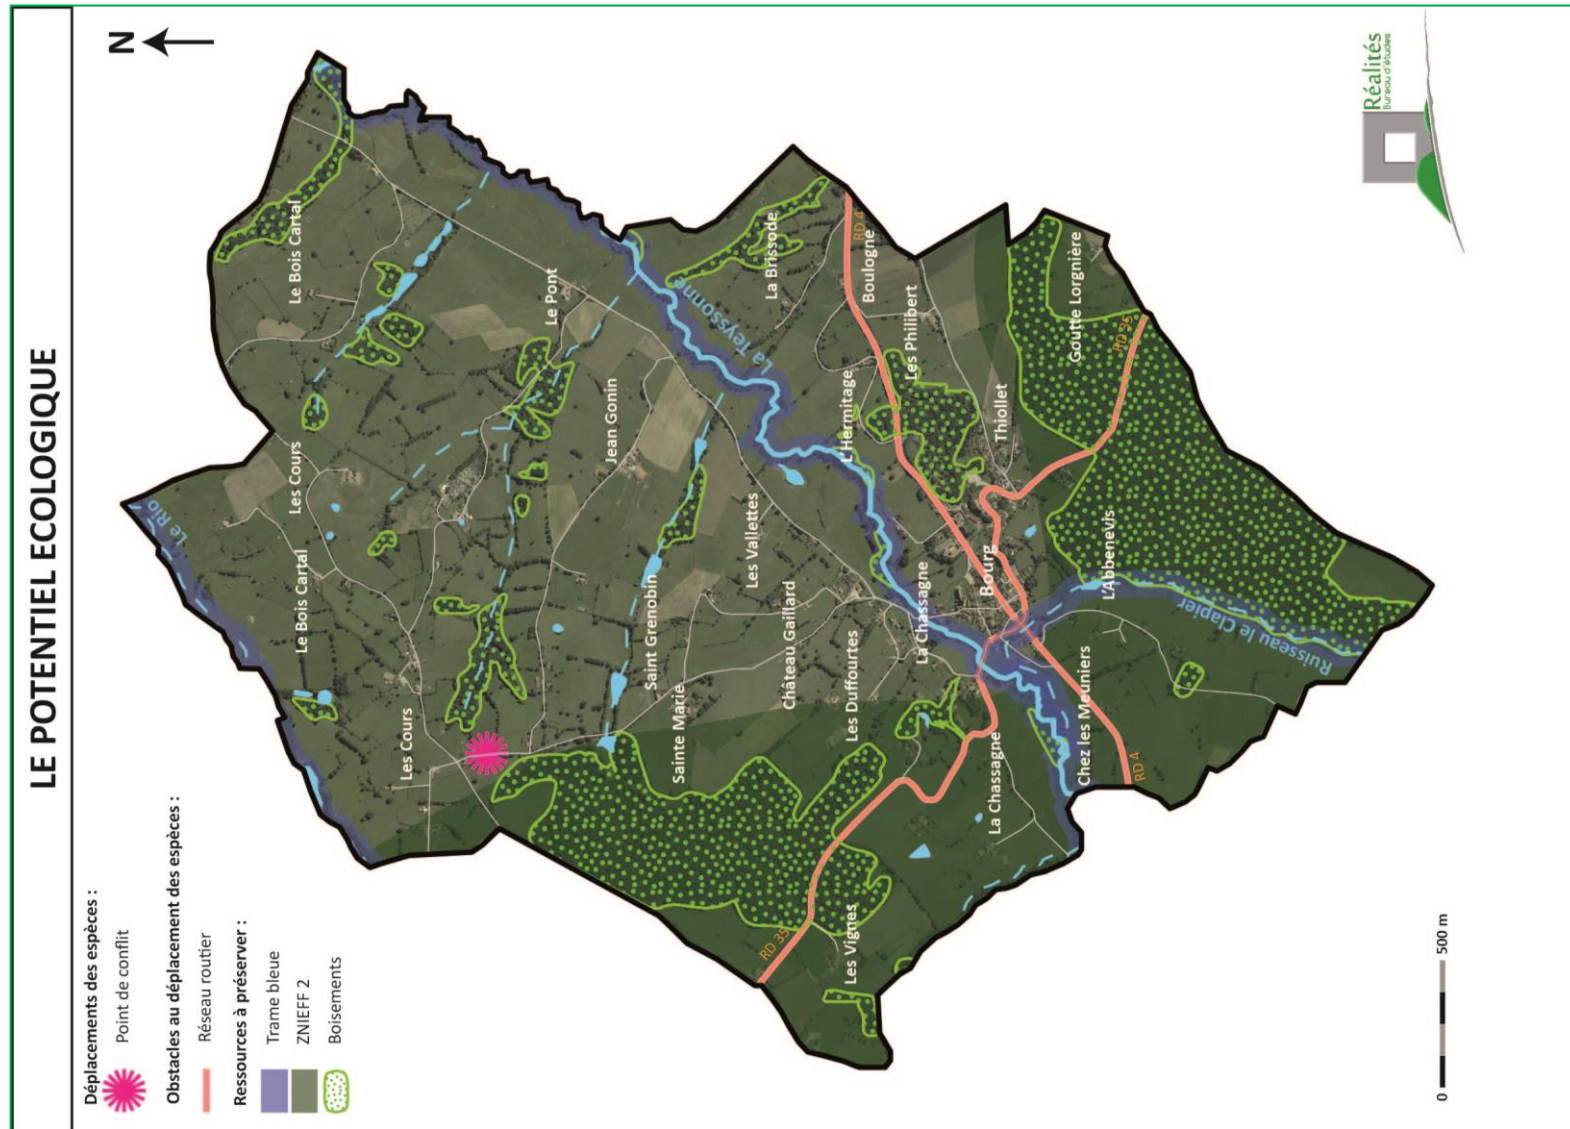 LE POTENTIEL ECOLOGIQUE
N
Déplacements des espèces :
Point de conflit
Obstacles au déplacement des espèces :
Réseau routier
Ressources à préserver :
Trame bleue
ZNIEFF 2
Boisements
Le Rio
Le Bois Cartal
Les Cours
Le Bois Cartal
Les Cours
Le Pont
Jean Gonin
Saint Grenobin
Sainte Marie
Les Vallettes
Château Gaillard
La Teyssonne
La Brissode
RD 4
Boulogne
L'Hermitage
Les Philibert
Les Duffourtes
La Chassagne
Bourg
Thiollet
Goutte Lorgnière
RD 35
RD 35
Les Vignes
La Chassagne
Chez les Meuniers
L'Abbenevis
RD 4
Ruisseau le Clapier
Réalités
Bureau d'études
0 500 m